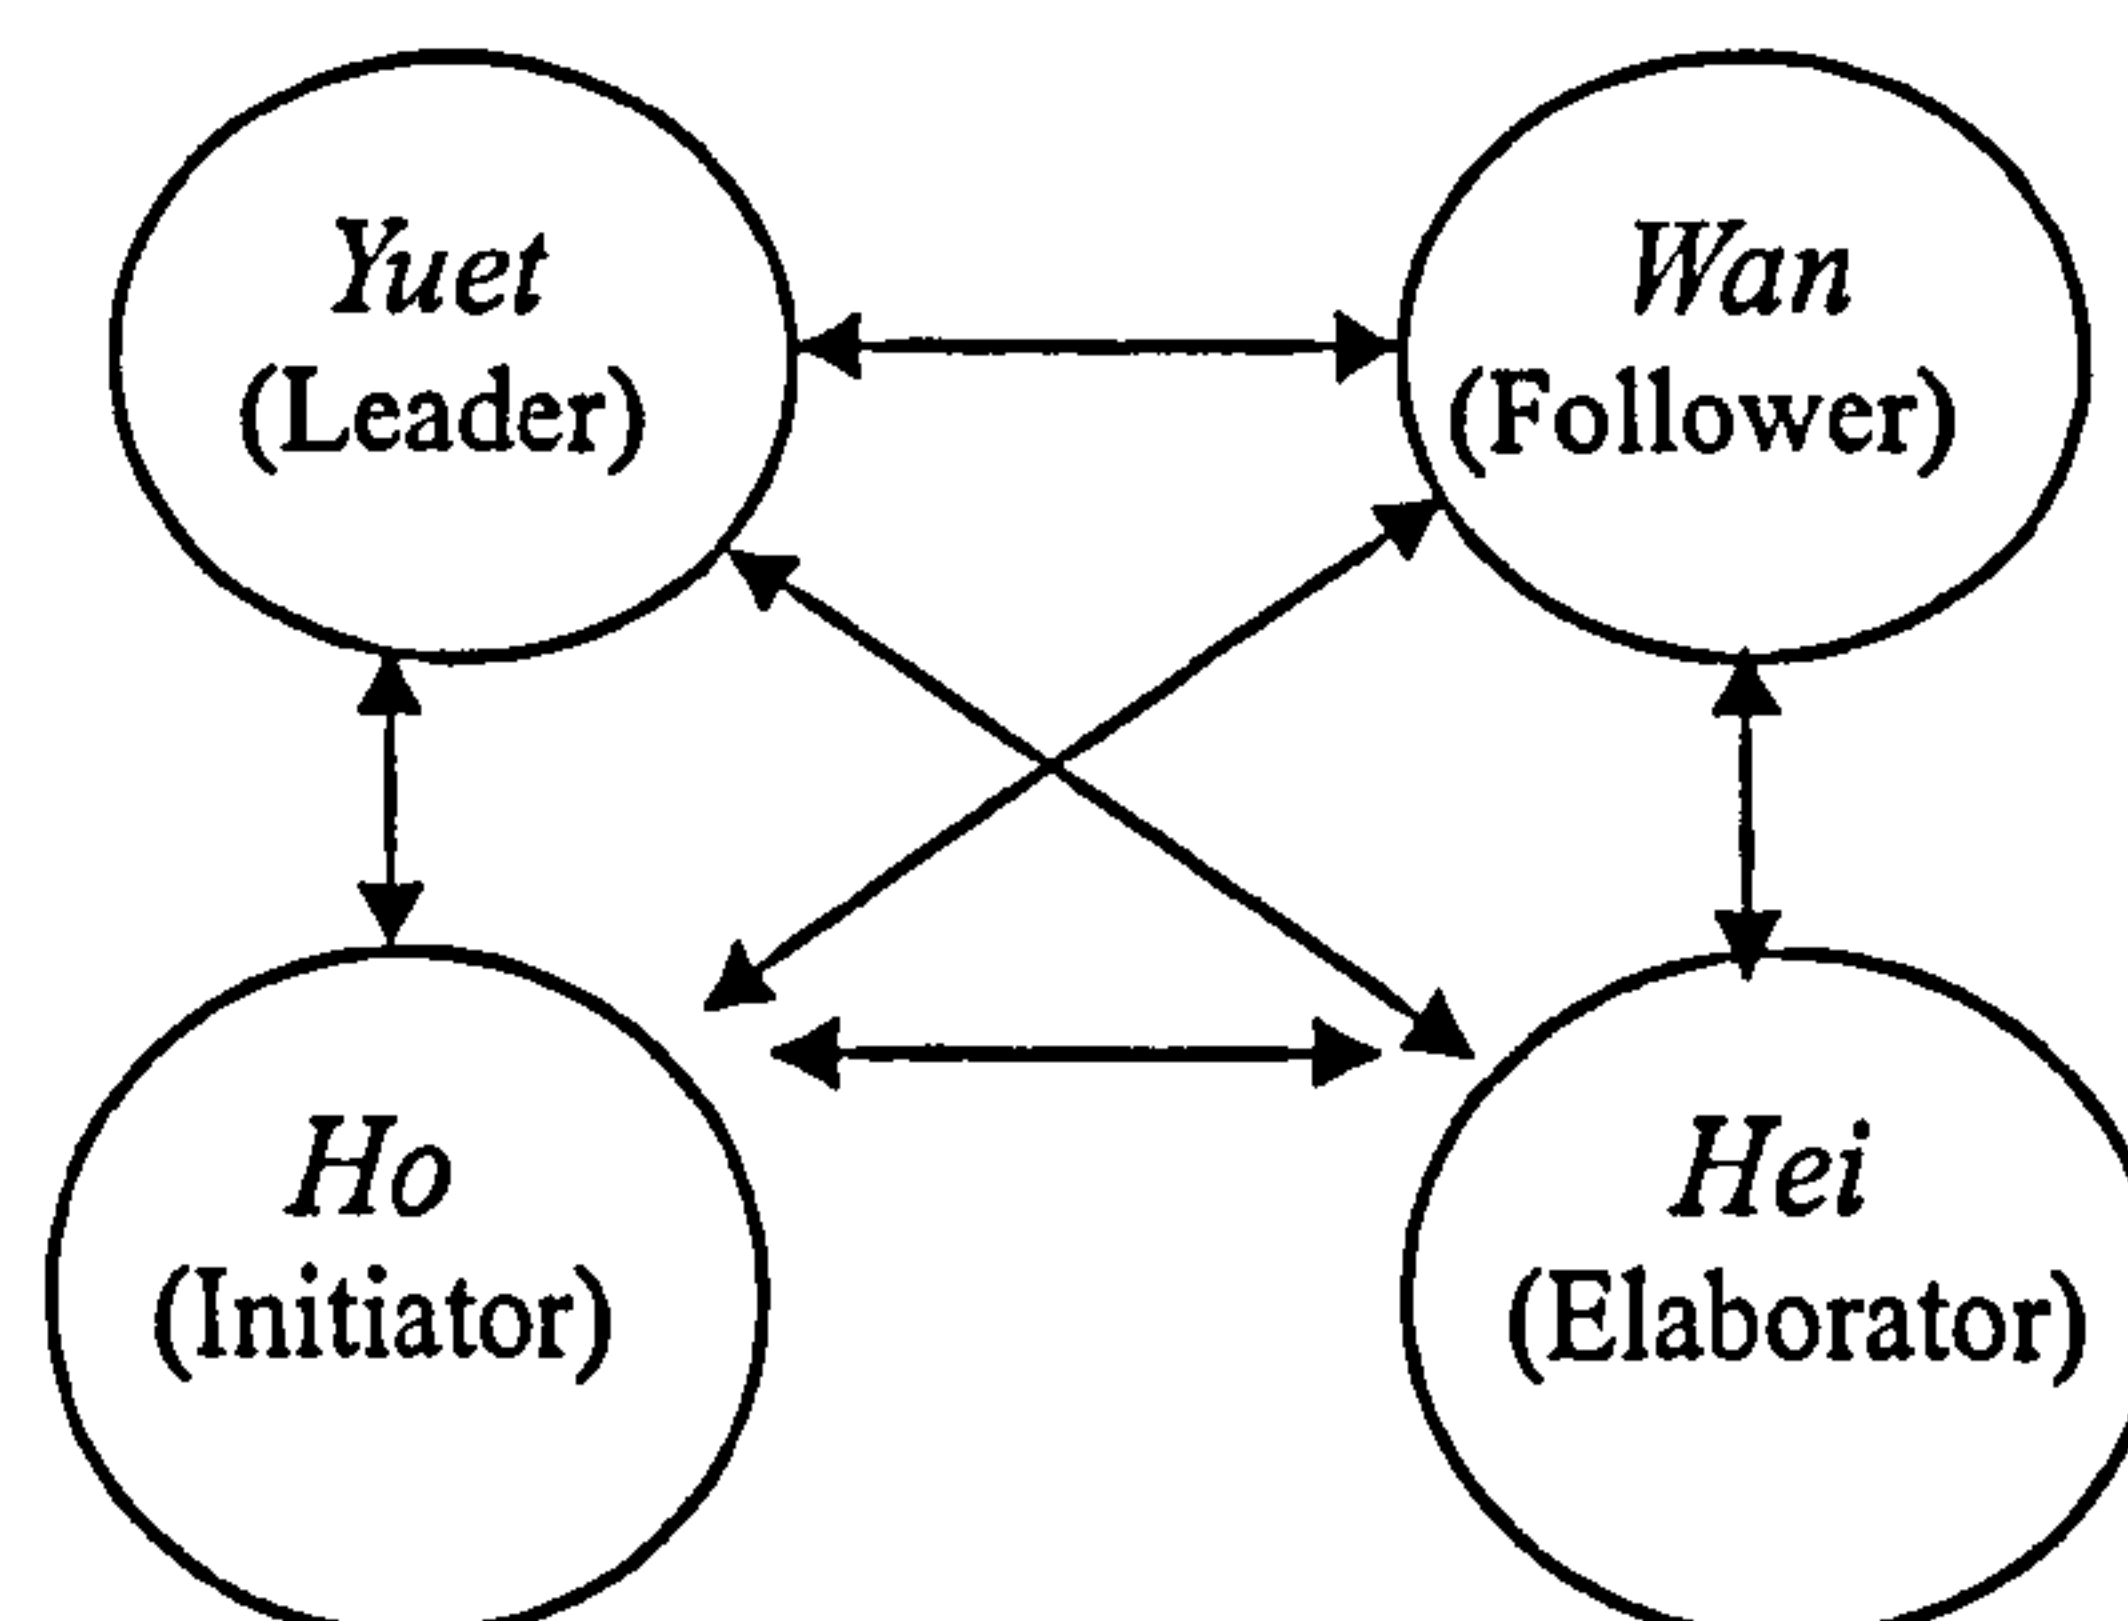 Yuet
(Leader)
Wan
(Follower)
Ho
(Initiator)
Hei
(Elaborator)